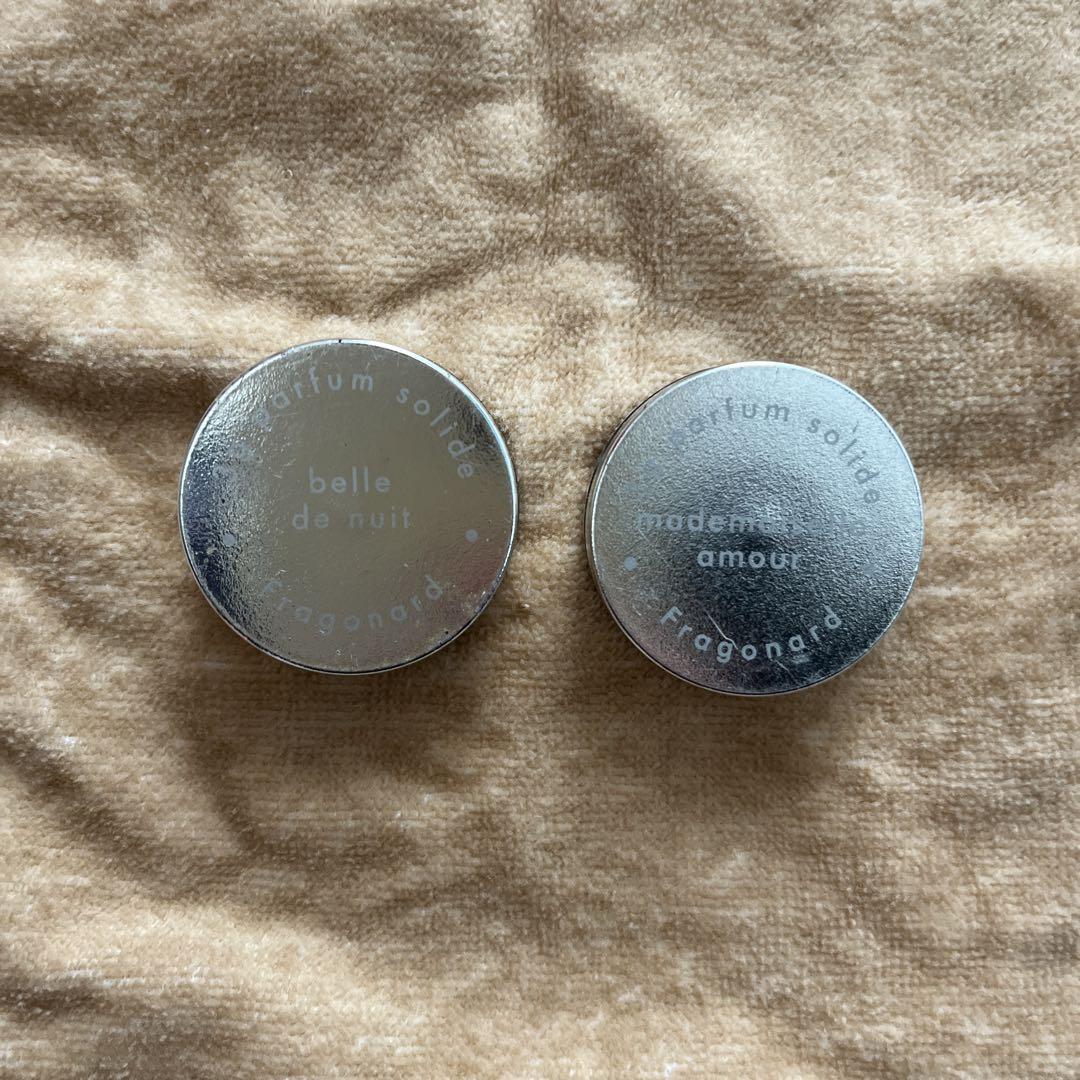 parfum solide
belle
de nuit
Fragonard
parfum solide
amour
Fragonard